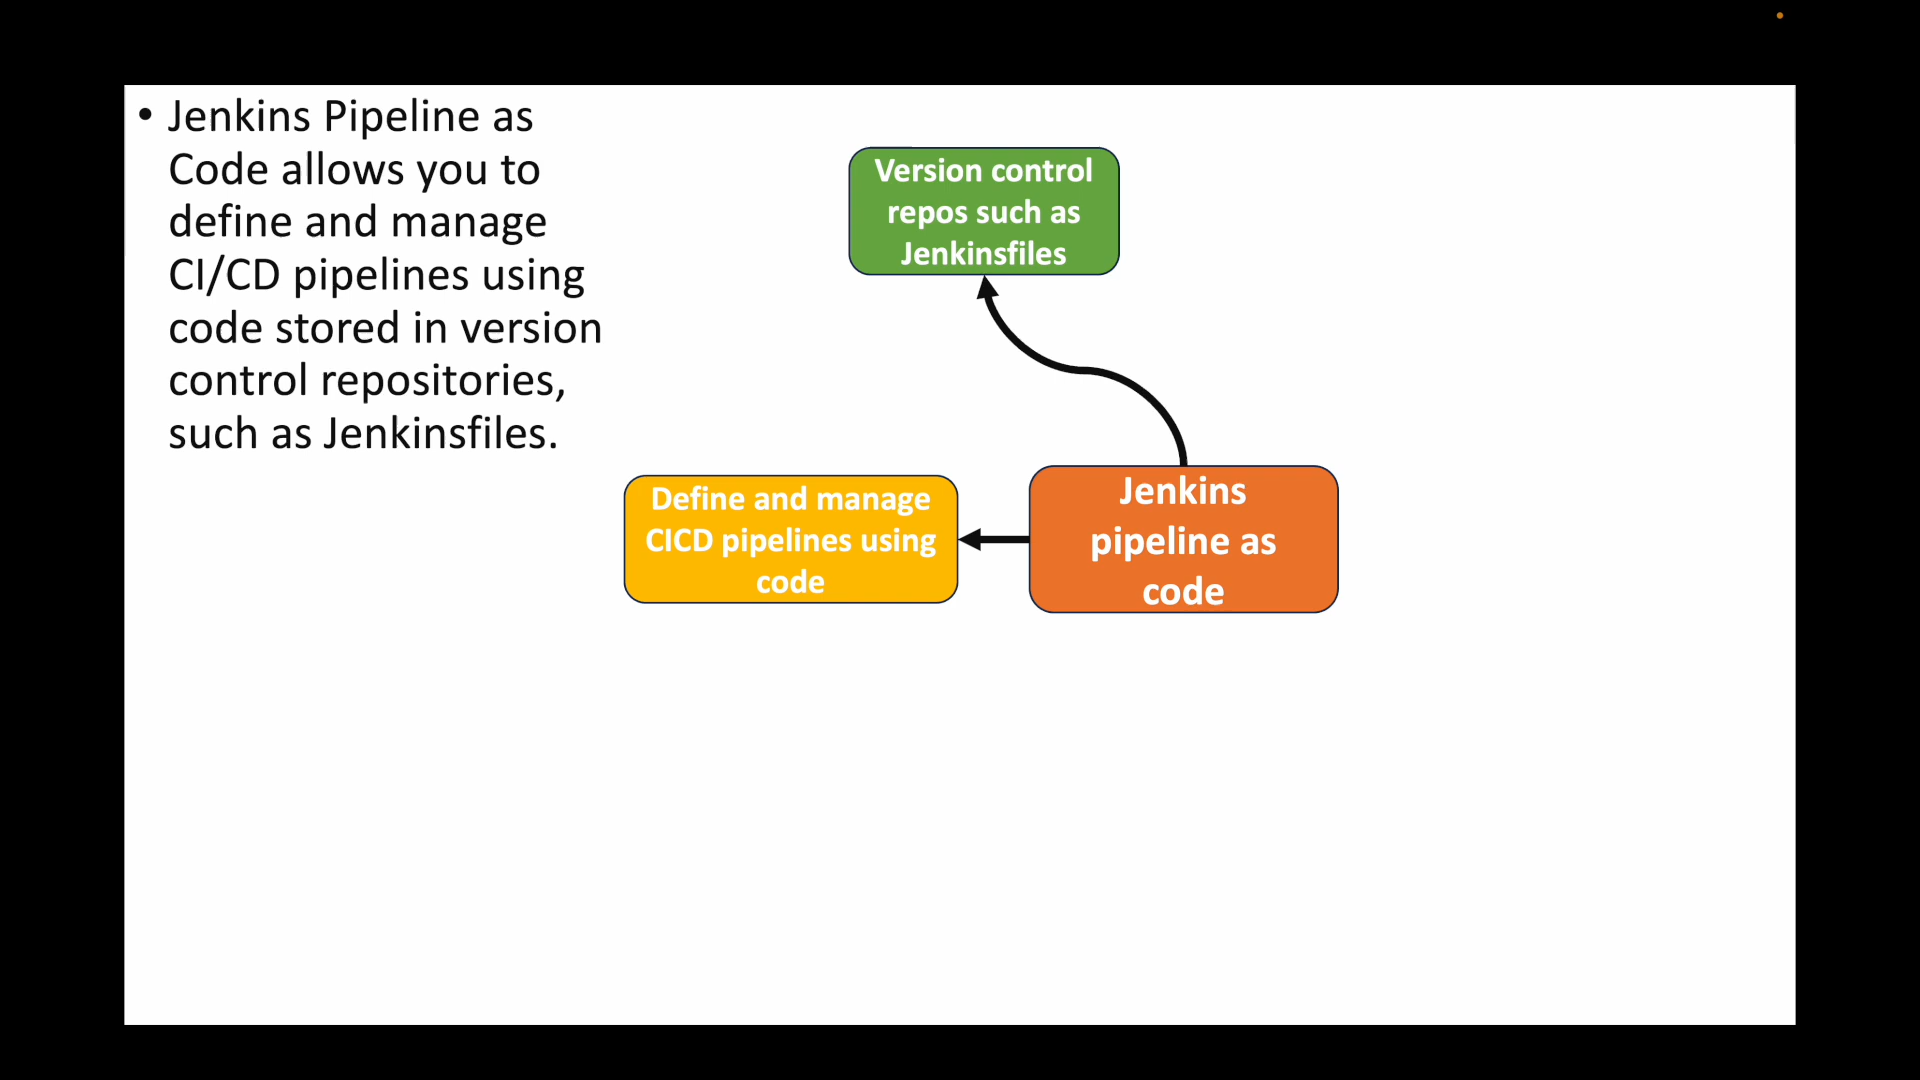 • Jenkins Pipeline as
Code allows you to
define and manage
CI/CD pipelines using
code stored in version
control repositories,
such as Jenkinsfiles.
Version control
repos such as
Jenkinsfiles
Define and manage
CICD pipelines using
code
Jenkins
pipeline as
code